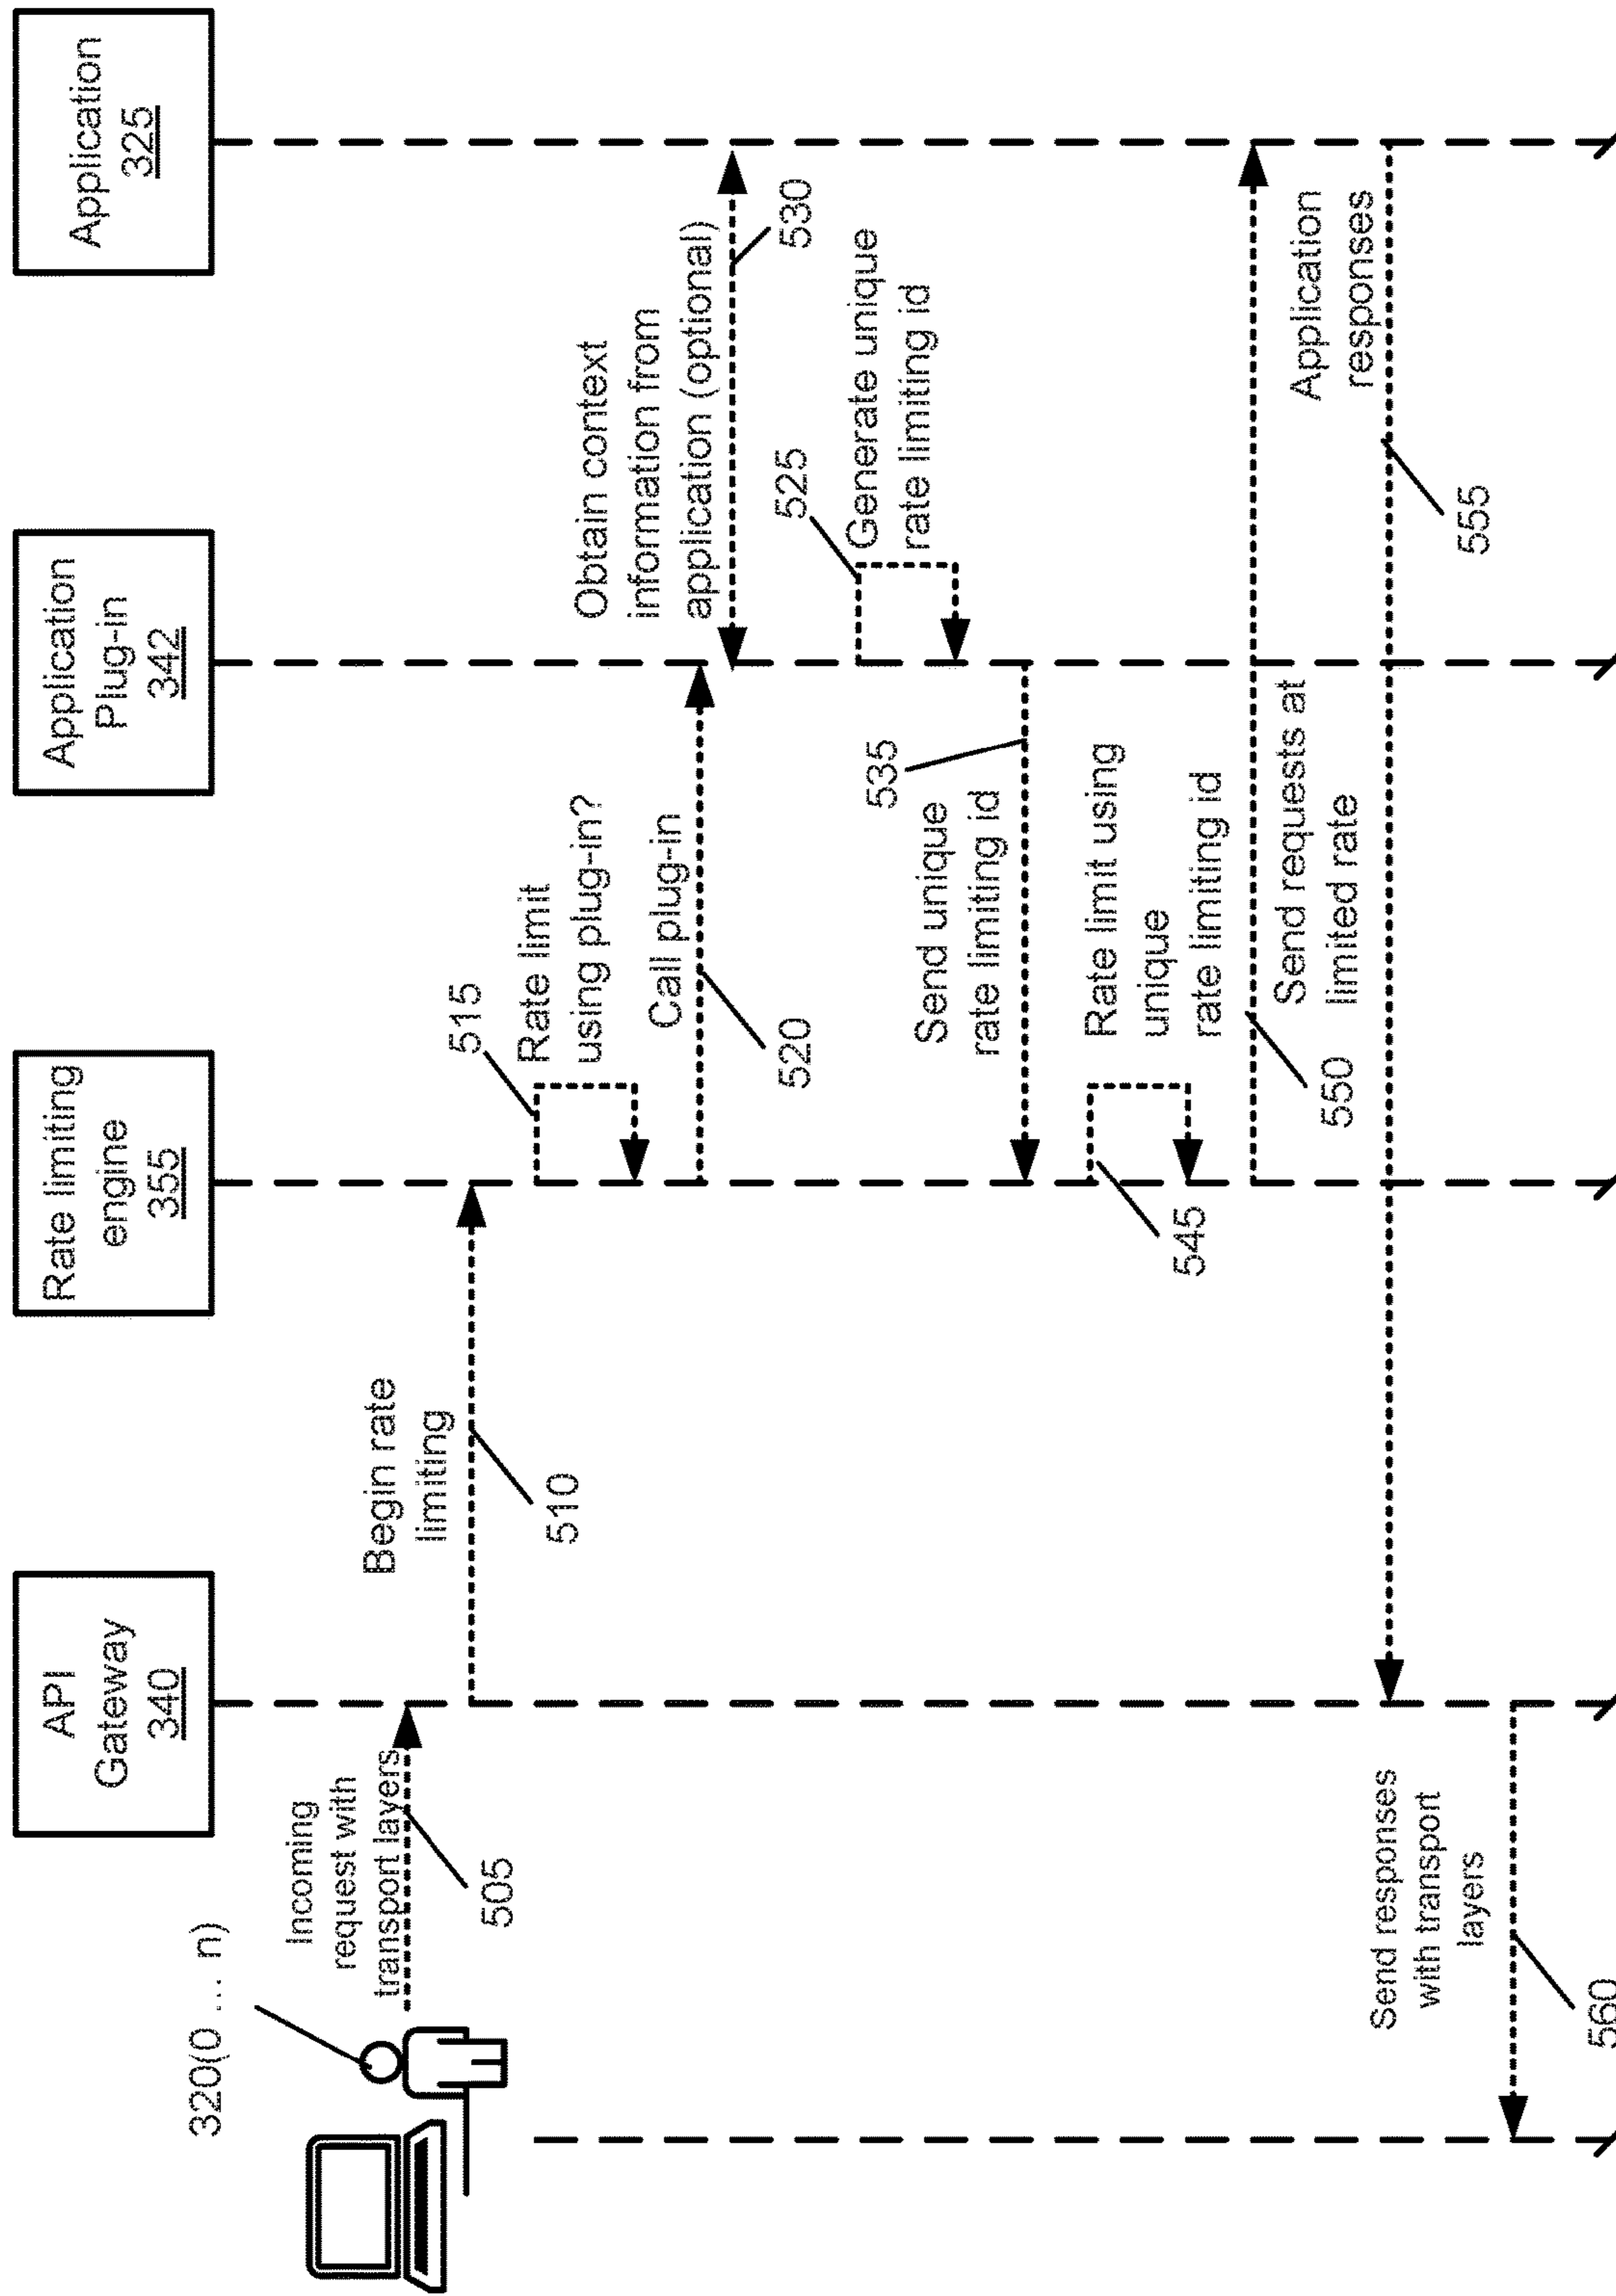 API
Gateway
340
Rate limiting
engine
355
Application
Plug-in
342
Application
325
320(0 ... n)
Incoming
request with
transport layers
505
Begin rate
limiting
510
515
Rate limit
using plug-in?
Call plug-in
520
Obtain context
information from
application (optional)
530
525
Generate unique
rate limiting id
535
Send unique
rate limiting id
Rate limit using
unique
rate limiting id
545
550
Send requests at
limited rate
Application
responses
555
Send responses
with transport
layers
560